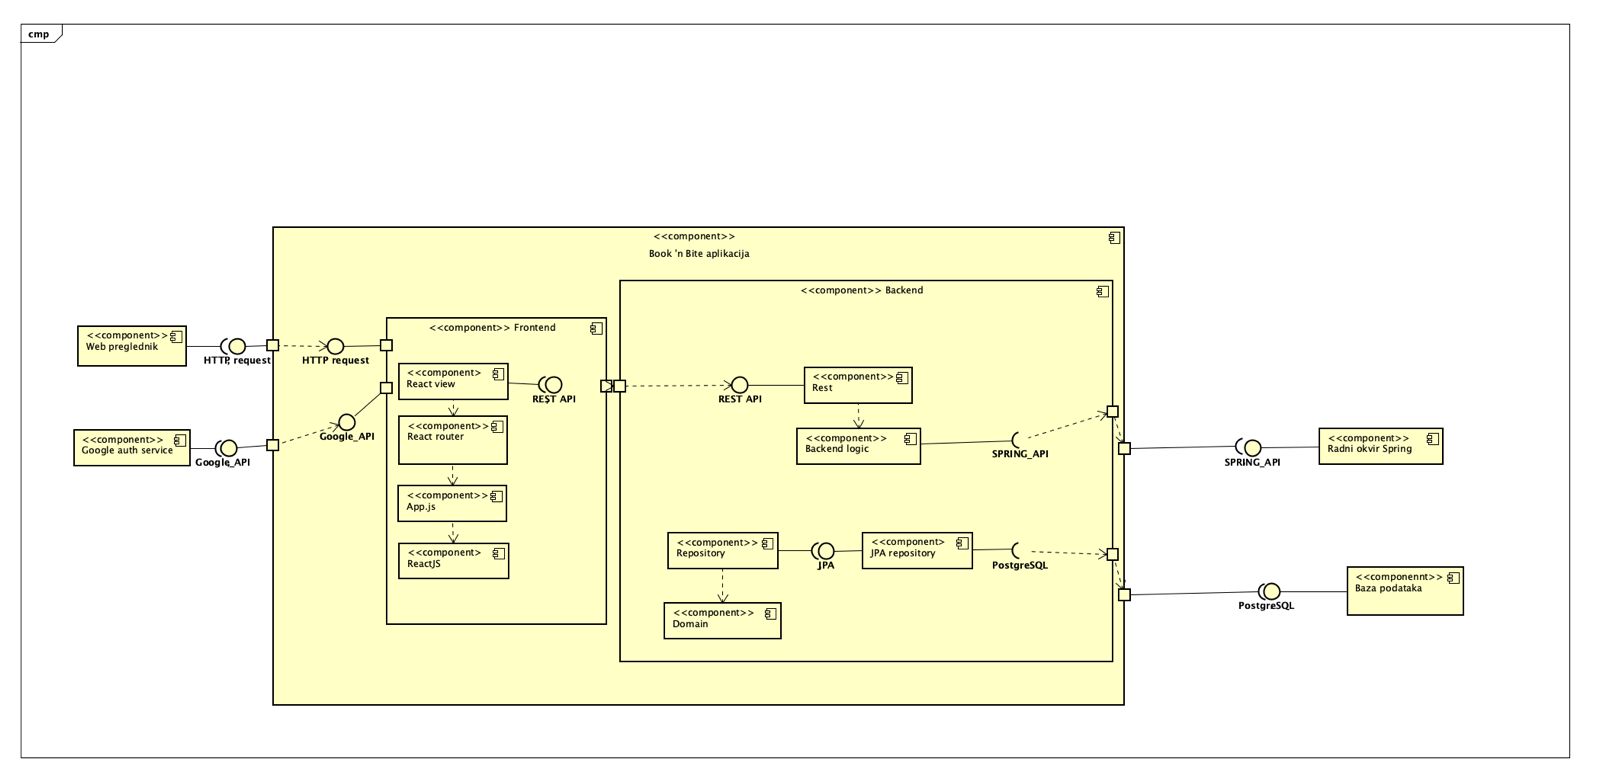 cmp
<<component>>
Book 'n Bite aplikacija
<<component>> Backend
<<component>> Frontend
<<component>>
Web preglednik
HTTP request
HTTP request
<<component>
React view
REST API
<<component>>
React router
Google_API
<<component>>
Google auth service
Google_API
<<component>>
App.js
<<component>
ReactJS
REST API
<<component>>
Rest
<<component>>
Backend logic
SPRING_API
SPRING_API
<<component>>
Radni okvir Spring
<<component>>
Repository
JPA
<<component>
JPA repository
PostgreSQL
<<component>>
Domain
PostgreSQL
<<componennt>>
Baza podataka